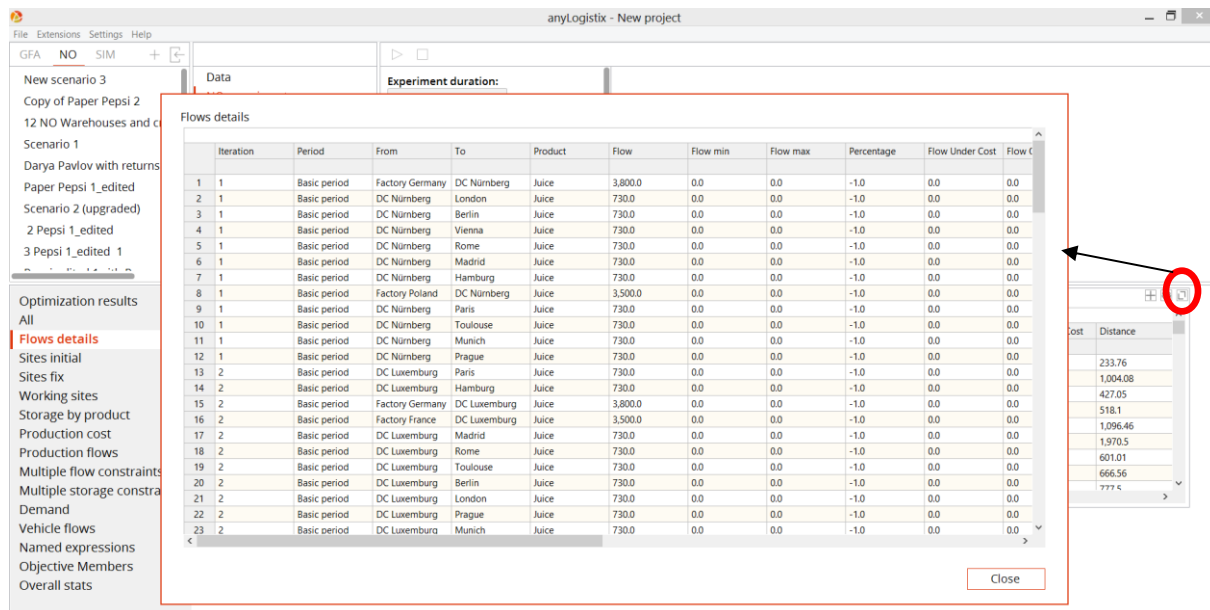 anyLogistix - New project
File Extensions Settings Help
GFA NO SIM
New scenario 3
Copy of Paper Pepsi 2
12 NO Warehouses and
Scenario 1
Darya Pavlov with returns
Paper Pepsi 1_edited
Scenario 2 (upgraded)
2 Pepsi 1_edited
3 Pepsi 1_edited 1
Data
Experiment duration:
Optimization results
All
Flows details
Sites initial
Sites fix
Working sites
Storage by product
Production cost
Production flows
Multiple flow constraints
Multiple storage constra
Demand
Vehicle flows
Named expressions
Objective Members
Overall stats
Flows details
Iteration Period From To Product Flow Flow min Flow max Percentage Flow Under Cost Flow
1 1 Basic period Factory Germany DC Nürnberg Juice 3,800.0 0.0 0.0 -1.0 0.0 0.0
2 1 Basic period DC Nürnberg London Juice 730.0 0.0 0.0 -1.0 0.0 0.0
3 1 Basic period DC Nürnberg Berlin Juice 730.0 0.0 0.0 -1.0 0.0 0.0
4 1 Basic period DC Nürnberg Vienna Juice 730.0 0.0 0.0 -1.0 0.0 0.0
5 1 Basic period DC Nürnberg Rome Juice 730.0 0.0 0.0 -1.0 0.0 0.0
6 1 Basic period DC Nürnberg Madrid Juice 730.0 0.0 0.0 -1.0 0.0 0.0
7 1 Basic period DC Nürnberg Hamburg Juice 730.0 0.0 0.0 -1.0 0.0 0.0
8 1 Basic period Factory Poland DC Nürnberg Juice 3,500.0 0.0 0.0 -1.0 0.0 0.0
9 1 Basic period DC Nürnberg Paris Juice 730.0 0.0 0.0 -1.0 0.0 0.0
10 1 Basic period DC Nürnberg Toulouse Juice 730.0 0.0 0.0 -1.0 0.0 0.0
11 1 Basic period DC Nürnberg Munich Juice 730.0 0.0 0.0 -1.0 0.0 0.0
12 1 Basic period DC Nürnberg Prague Juice 730.0 0.0 0.0 -1.0 0.0 0.0
13 2 Basic period DC Luxemburg Paris Juice 730.0 0.0 0.0 -1.0 0.0 0.0
14 2 Basic period DC Luxemburg Hamburg Juice 730.0 0.0 0.0 -1.0 0.0 0.0
15 2 Basic period Factory Germany DC Luxemburg Juice 3,800.0 0.0 0.0 -1.0 0.0 0.0
16 2 Basic period Factory France DC Luxemburg Juice 3,500.0 0.0 0.0 -1.0 0.0 0.0
17 2 Basic period DC Luxemburg Madrid Juice 730.0 0.0 0.0 -1.0 0.0 0.0
18 2 Basic period DC Luxemburg Rome Juice 730.0 0.0 0.0 -1.0 0.0 0.0
19 2 Basic period DC Luxemburg Toulouse Juice 730.0 0.0 0.0 -1.0 0.0 0.0
20 2 Basic period DC Luxemburg Berlin Juice 730.0 0.0 0.0 -1.0 0.0 0.0
21 2 Basic period DC Luxemburg London Juice 730.0 0.0 0.0 -1.0 0.0 0.0
22 2 Basic period DC Luxemburg Prague Juice 730.0 0.0 0.0 -1.0 0.0 0.0
23 2 Basic period DC Luxemburg Munich Juice 730.0 0.0 0.0 -1.0 0.0 0.0
Close
Cost Distance
233.76
1,004.08
427.05
518.1
1,096.46
1,970.5
601.01
666.56
777.5